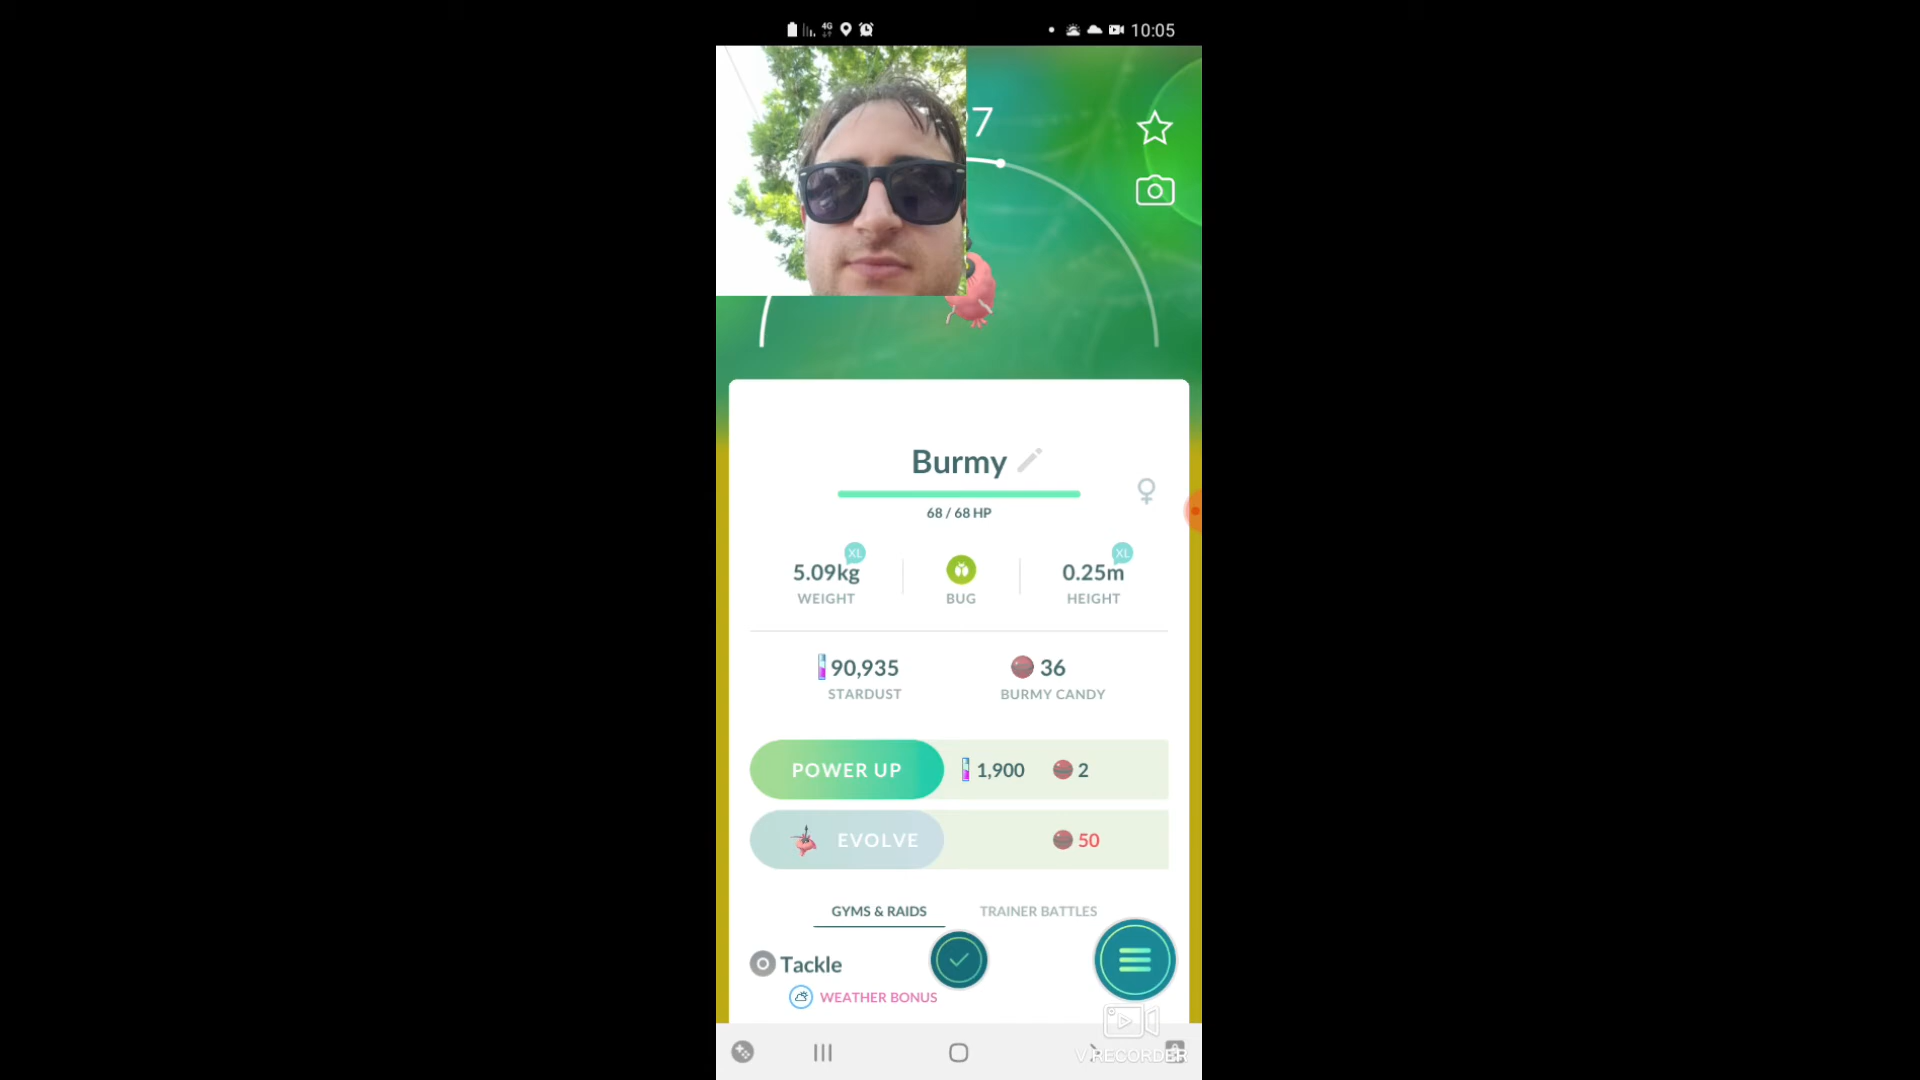 4G 10:05
7
Burmy
68 / 68 HP
XL XL
5.09kg 0.25m
WEIGHT BUG HEIGHT
90,935 36
STARDUST BURMY CANDY
POWER UP 1,900 2
EVOLVE 50
GYMS & RAIDS TRAINER BATTLES
Tackle
WEATHER BONUS
V RECORDER